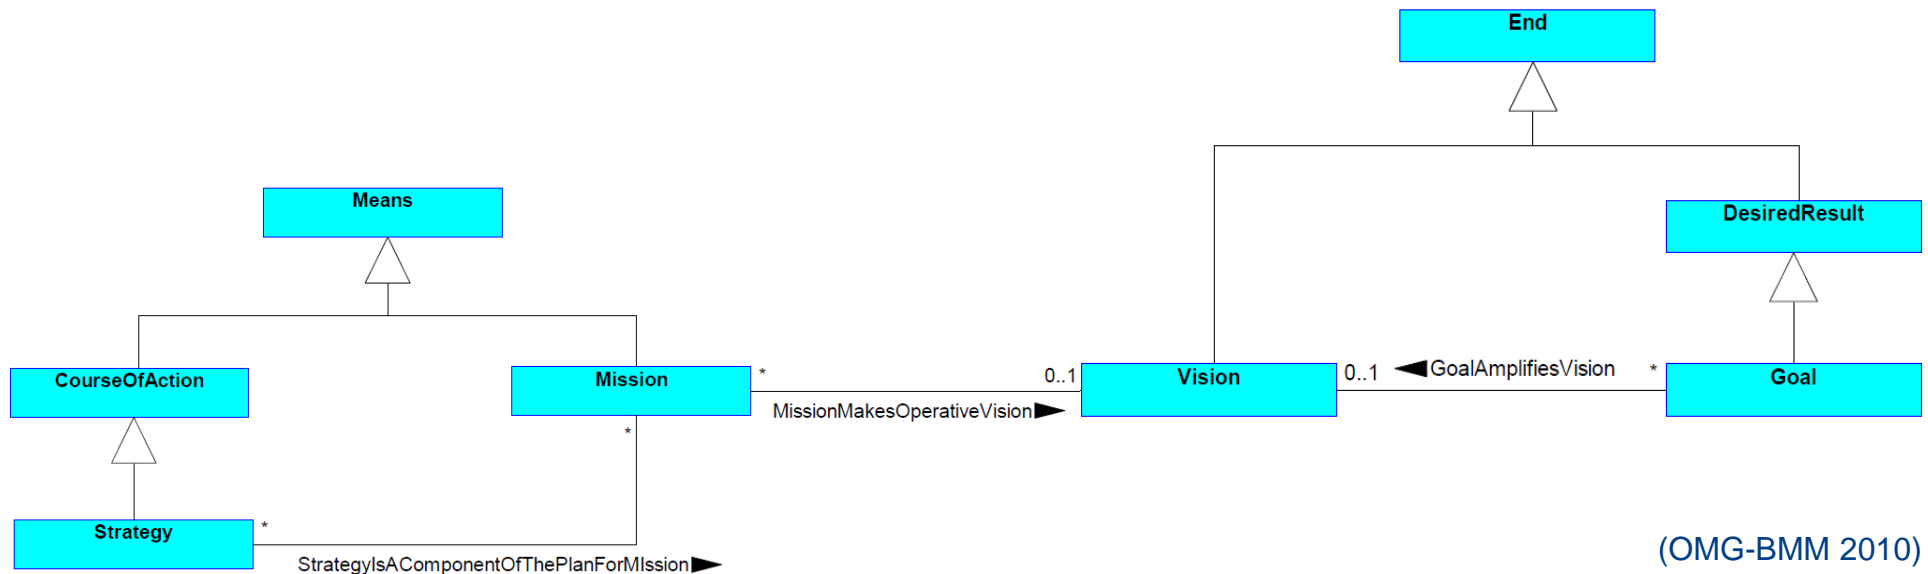 End
Means
DesiredResult
CourseOfAction
Mission
*
0..1
MissionMakesOperativeVision
Vision
0..1
GoalAmplifiesVision
*
Goal
*
Strategy
*
StrategyIsAComponentOfThePlanForMIssion
(OMG-BMM 2010)